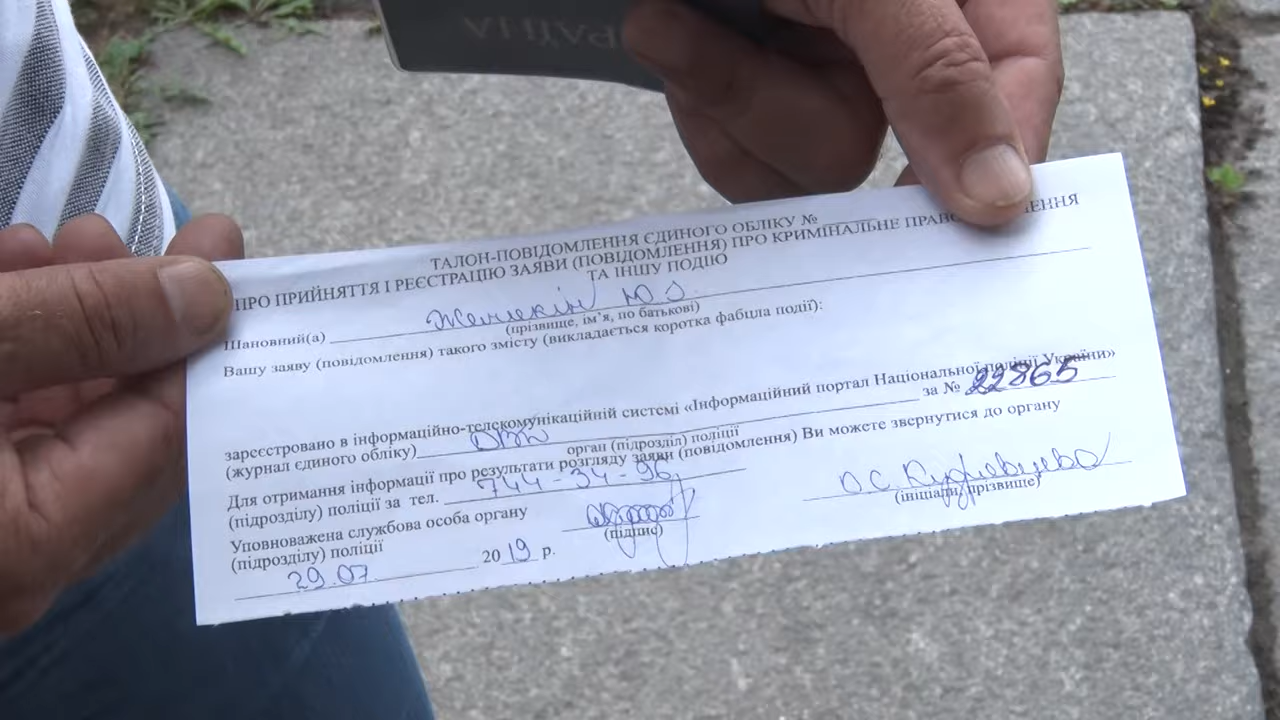 УКРАЇНА
ТАЛОН-ПОВІДОМЛЕННЯ ЄДИНОГО ОБЛІКУ №
ПРО ПРИЙНЯТТЯ І РЕЄСТРАЦІЮ ЗАЯВИ (ПОВІДОМЛЕННЯ) ПРО КРИМІНАЛЬНЕ
ТА ІНШУ ПОДІЮ
Шановний(а)
(прізвище, ім’я, по батькові)
Вашу заяву (повідомлення) такого змісту (викладається коротка фабцла події):
зареєстровано в інформаційно-телекомунікаційній системі «Інформаційний портал Національної поліції України»
(журнал єдиного обліку) за № 22865
орган (підрозділ) поліції
Для отримання інформації про результати розгляду заяви (повідомлення) Ви можете звернутися до органу
(підрозділу) поліції за тел. 744-34-96
Уповноважена службова особа органу
(підрозділу) поліції
(підпис) (ініціали, прізвище)
29.07 2019 р.